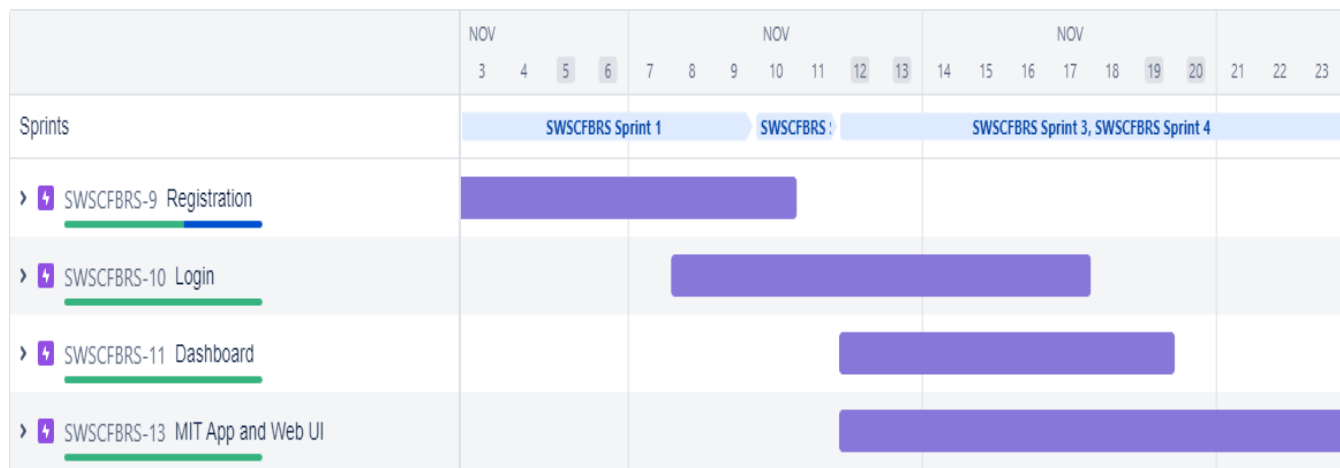 NOV NOV NOV
3 4 5 6 7 8 9 10 11 12 13 14 15 16 17 18 19 20 21 22 23
Sprints SWSCFBRS Sprint 1 SWSCFBRS SWSCFBRS Sprint 3, SWSCFBRS Sprint 4
SWSCFBRS-9 Registration
SWSCFBRS-10 Login
SWSCFBRS-11 Dashboard
SWSCFBRS-13 MIT App and Web UI